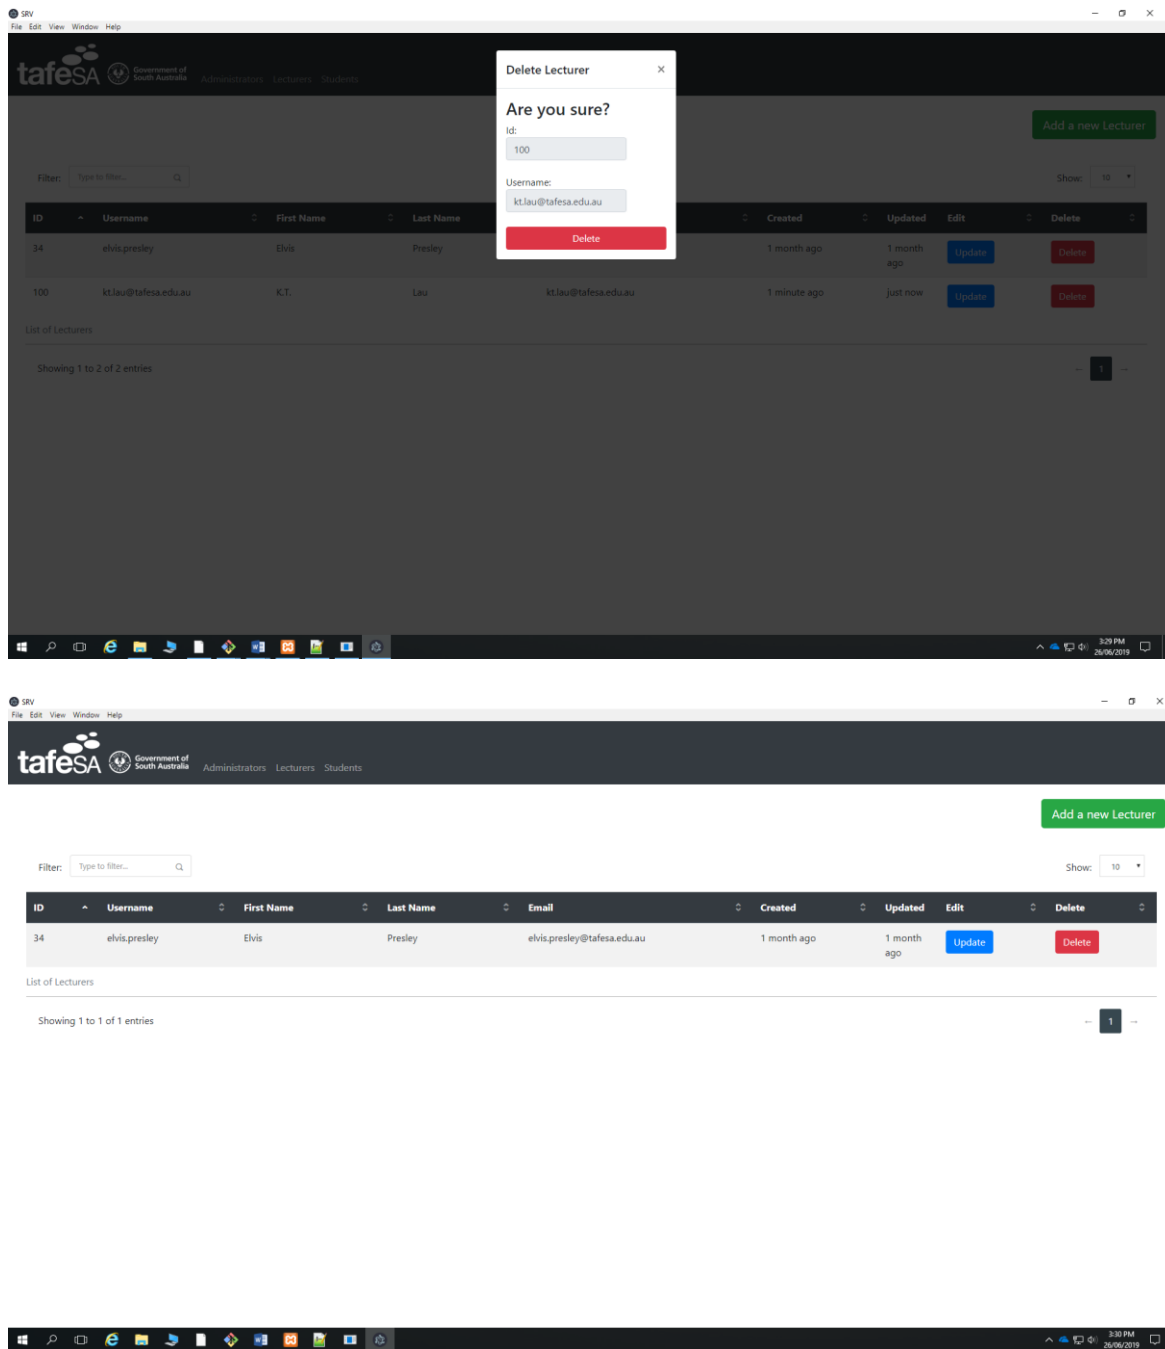 SRV
File Edit View Window Help
tafeSA Government of South Australia Administrators Lecturers Students
Delete Lecturer ×
Are you sure?
Id:
100
Username:
kt.lau@tafesa.edu.au
Delete
Add a new Lecturer
Filter: Type to filter... Show: 10
ID Username First Name Last Name Created Updated Edit Delete
34 elvis.presley Elvis Presley 1 month ago 1 month ago Update Delete
100 kt.lau@tafesa.edu.au K.T. Lau kt.lau@tafesa.edu.au 1 minute ago just now Update Delete
List of Lecturers
Showing 1 to 2 of 2 entries
← 1 →
3:29 PM
26/06/2019
SRV
File Edit View Window Help
tafeSA Government of South Australia Administrators Lecturers Students
Add a new Lecturer
Filter: Type to filter... Show: 10
ID Username First Name Last Name Email Created Updated Edit Delete
34 elvis.presley Elvis Presley elvis.presley@tafesa.edu.au 1 month ago 1 month ago Update Delete
List of Lecturers
Showing 1 to 1 of 1 entries
← 1 →
3:30 PM
26/06/2019